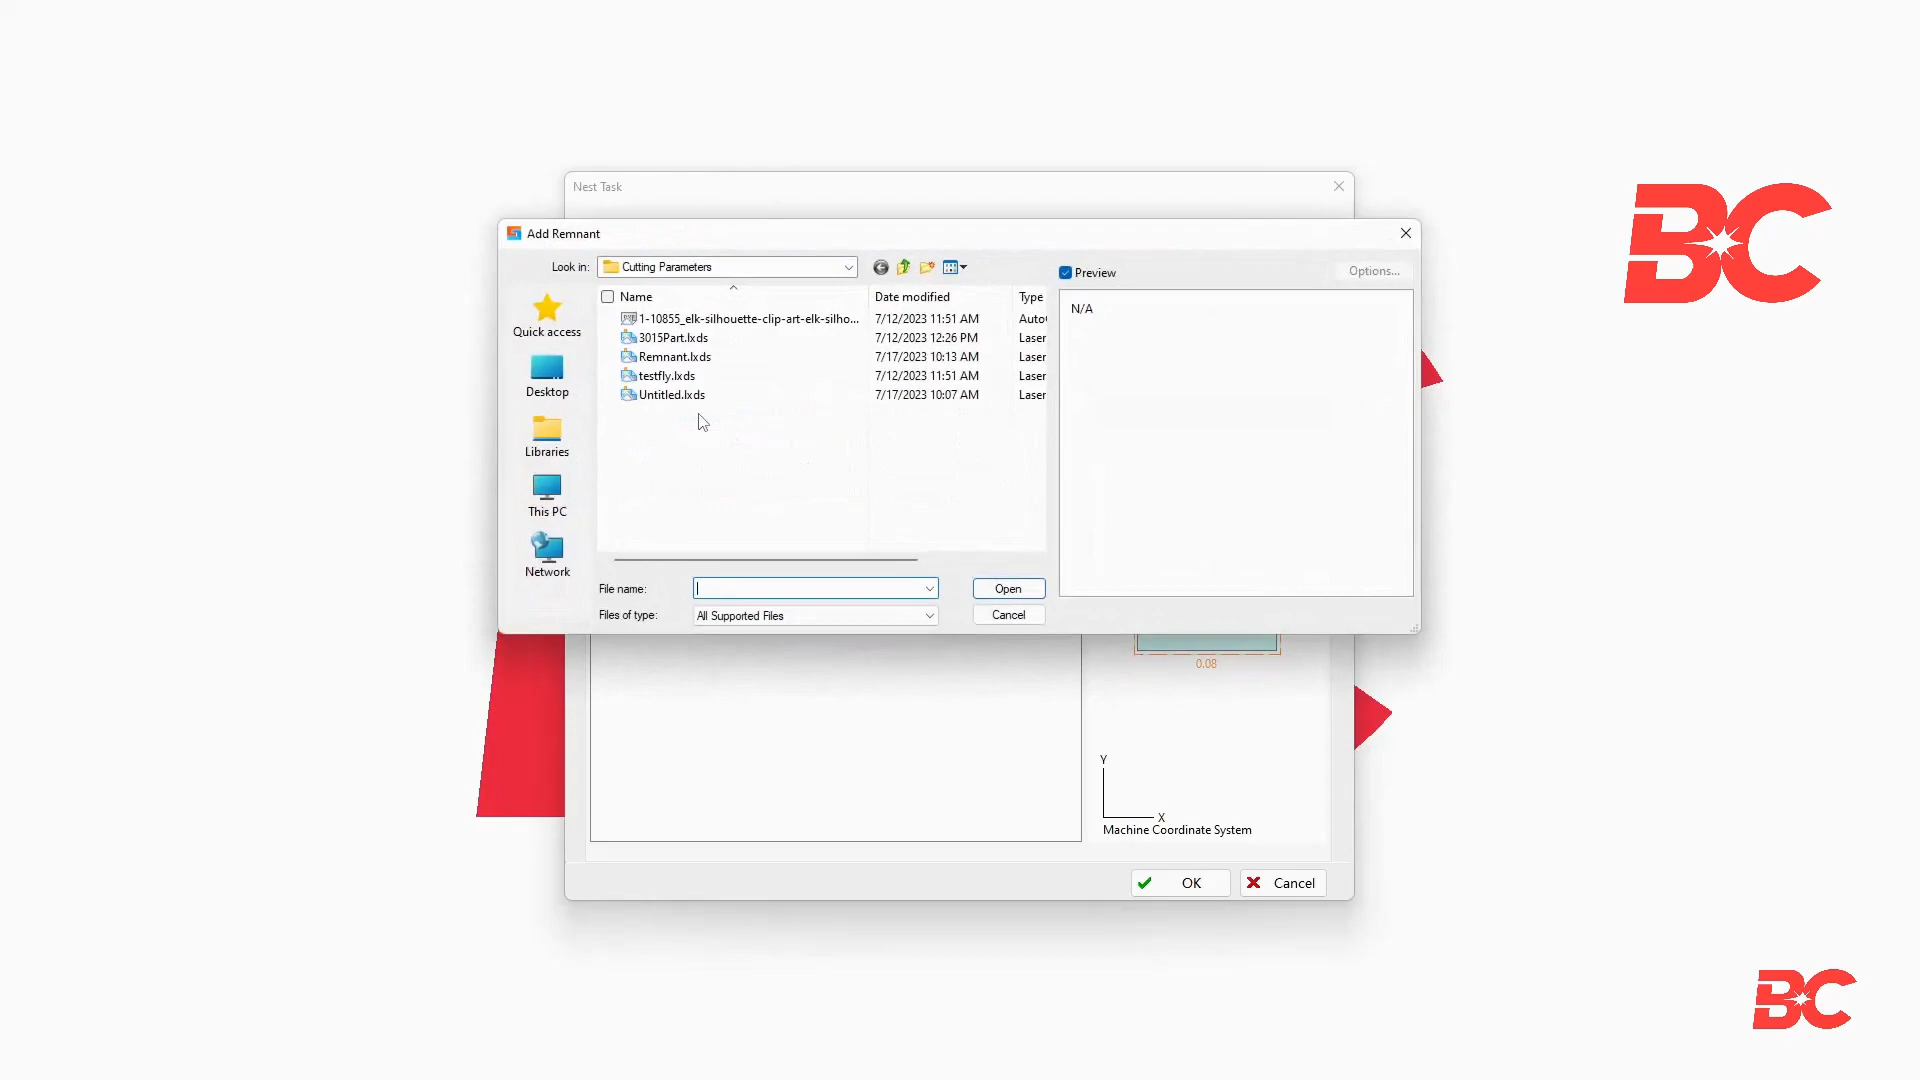 Nest Task
Add Remnant
Look in: Cutting Parameters
Preview
Options...
Name Date modified Type
1-10855_elk-silhouette-clip-art-elk-silho... 7/12/2023 11:51 AM Auto
3015Part.lxds 7/12/2023 12:26 PM Laser
Remnant.lxds 7/17/2023 10:13 AM Laser
testfly.lxds 7/12/2023 11:51 AM Laser
Untitled.lxds 7/17/2023 10:07 AM Laser
N/A
Quick access
Desktop
Libraries
This PC
Network
File name: Open
Files of type: All Supported Files Cancel
0.08
Y
X
Machine Coordinate System
OK Cancel
BC
BC